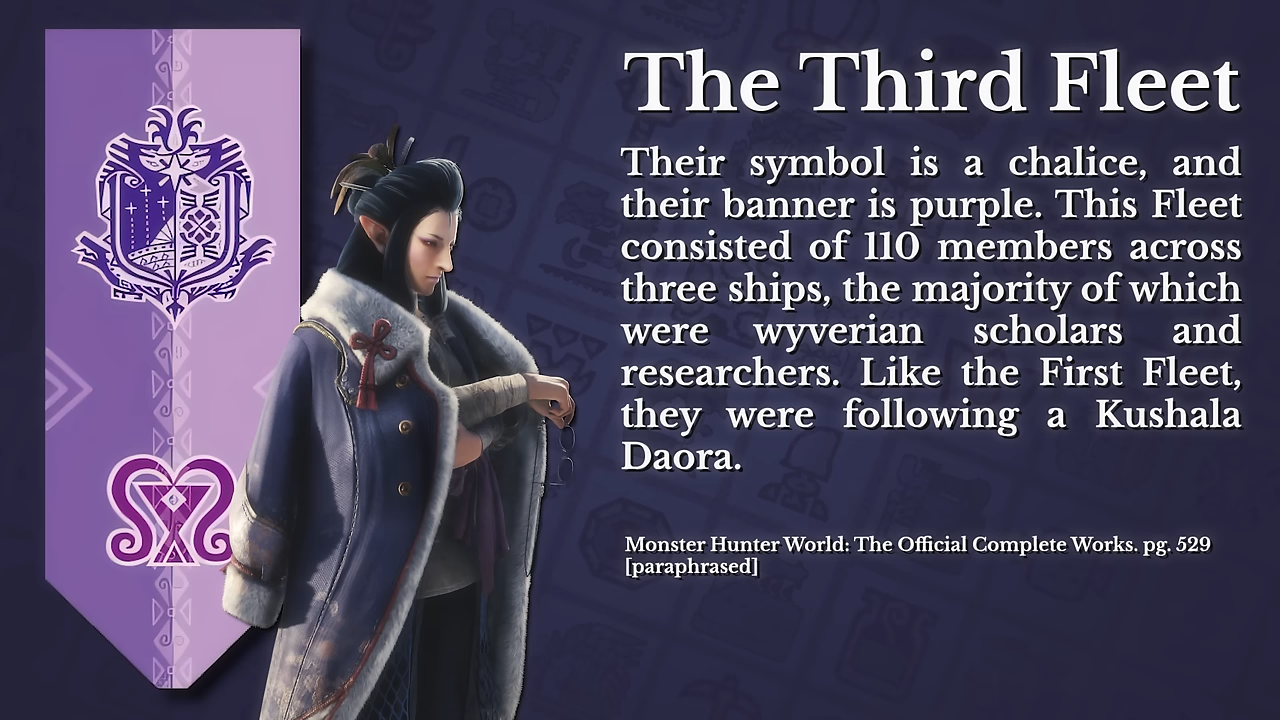 The Third Fleet
Their symbol is a chalice, and
their banner is purple. This Fleet
consisted of 110 members across
three ships, the majority of which
were wyverian scholars and
researchers. Like the First Fleet,
they were following a Kushala
Daora.
Monster Hunter World: The Official Complete Works. pg. 529
[paraphrased]